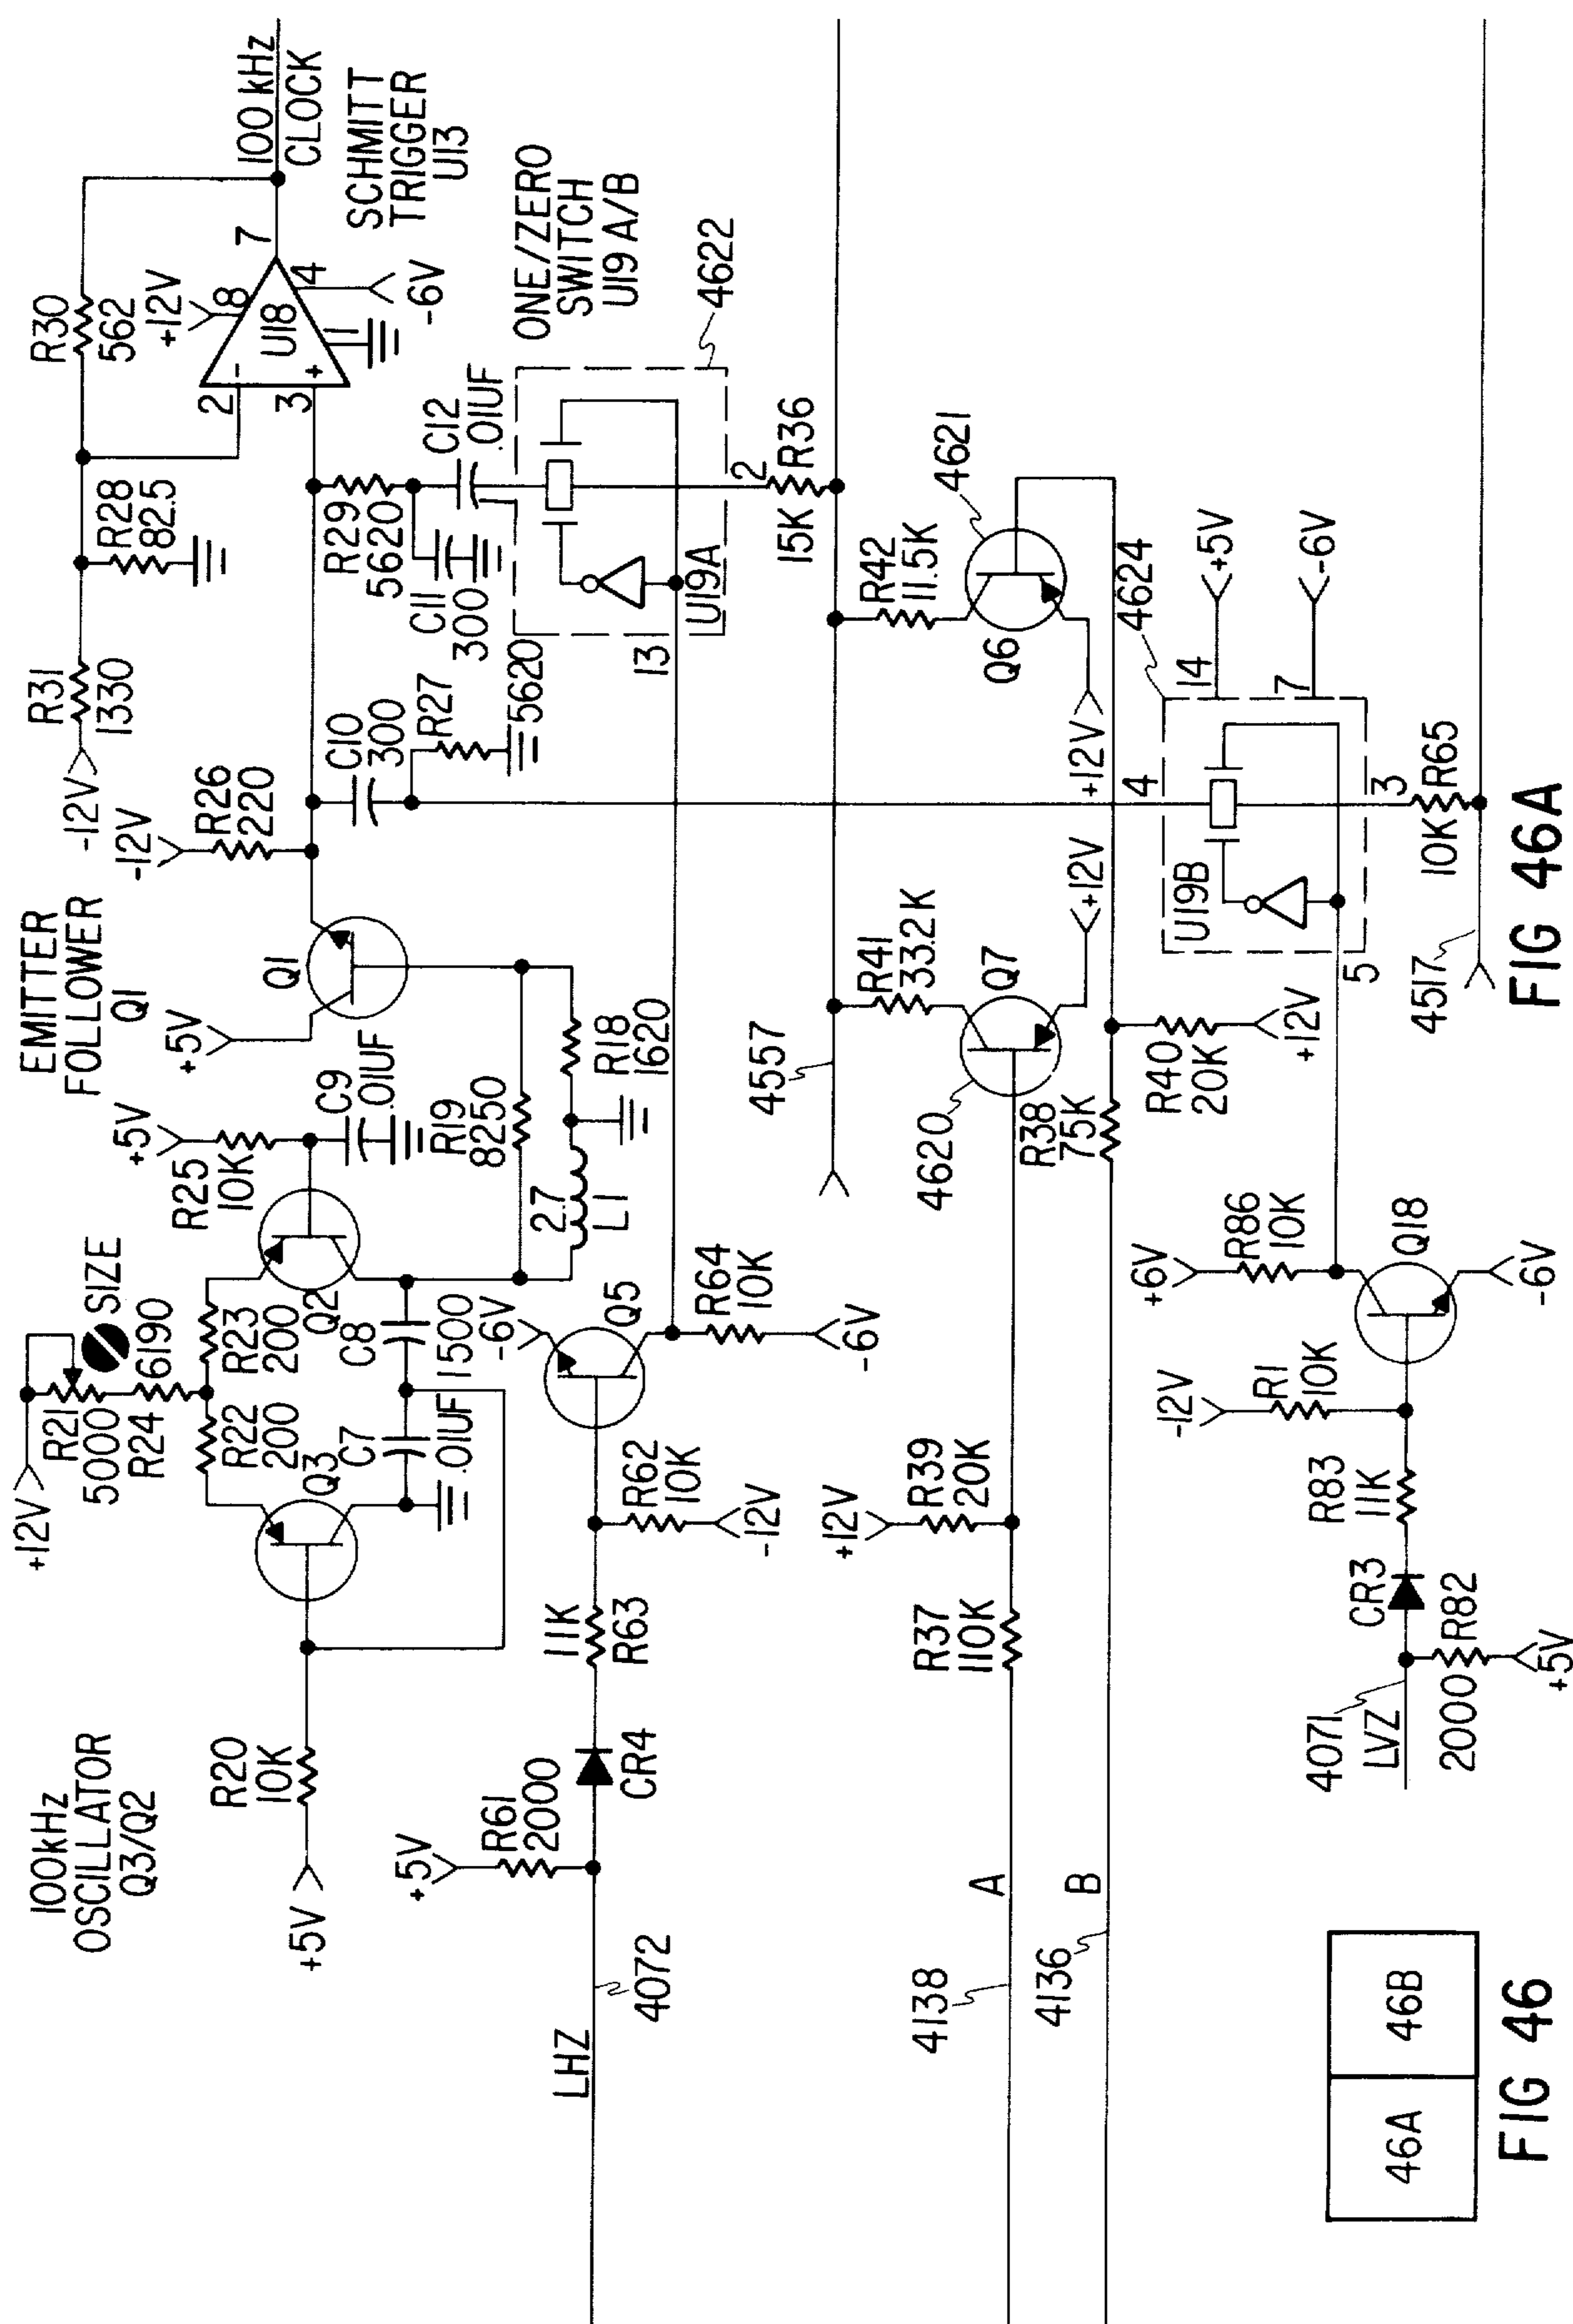 100kHz
OSCILLATOR
Q3/Q2
+12V
R21
5000
SIZE
R24
6190
R22
200
R23
200
Q3
Q2
R20
10K
+5V
C7
.01UF
C8
1500
R25
10K
+5V
C9
.01UF
EMITTER
FOLLOWER
Q1
+5V
Q1
R19
8250
2.7
L1
R18
1620
-12V
R26
220
-12V
R31
1330
R28
82.5
R30
562
+12V
2
3
-
+
U18
8
1
4
7
-6V
100 kHz
CLOCK
SCHMITT
TRIGGER
U13
C10
300
R27
5620
R29
5620
C11
300
C12
.01UF
ONE/ZERO
SWITCH
U19 A/B
4622
U19A
13
2
R36
15K
LHZ
4072
+5V
R61
2000
CR4
11K
R63
R62
10K
-12V
-6V
Q5
R64
10K
-6V
4557
R41
33.2K
Q7
+12V
4620
R42
11.5K
Q6
+12V
4621
4138
A
R37
110K
+12V
R39
20K
4136
B
R38
75K
R40
20K
+12V
4624
4
U19B
14
+5V
7
-6V
5
3
10K
R65
4517
4071
LVZ
2000
R82
+5V
CR3
R83
11K
-12V
R1
10K
+6V
R86
10K
Q18
-6V
46A
46B
FIG 46
FIG 46A